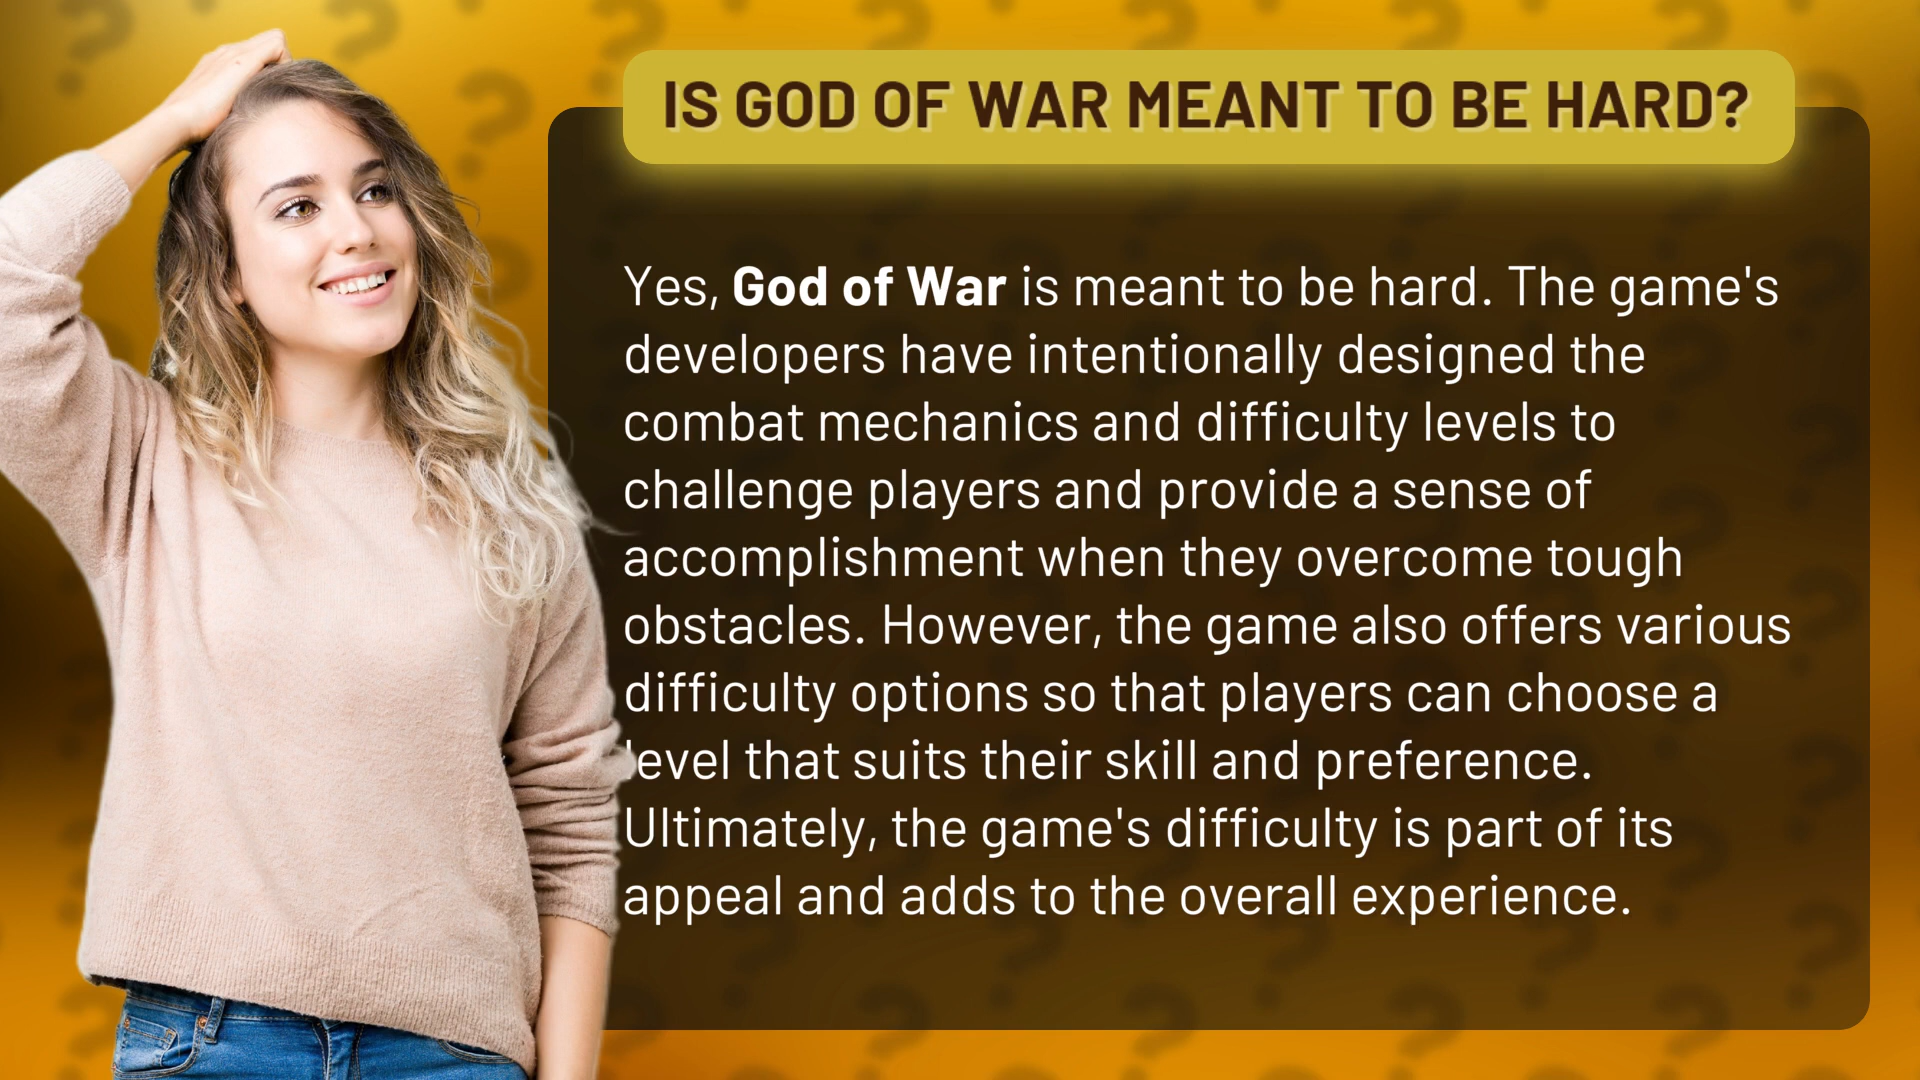 IS GOD OF WAR MEANT TO BE HARD?
Yes, God of War is meant to be hard. The game's
developers have intentionally designed the
combat mechanics and difficulty levels to
challenge players and provide a sense of
accomplishment when they overcome tough
obstacles. However, the game also offers various
difficulty options so that players can choose a
level that suits their skill and preference.
Ultimately, the game's difficulty is part of its
appeal and adds to the overall experience.